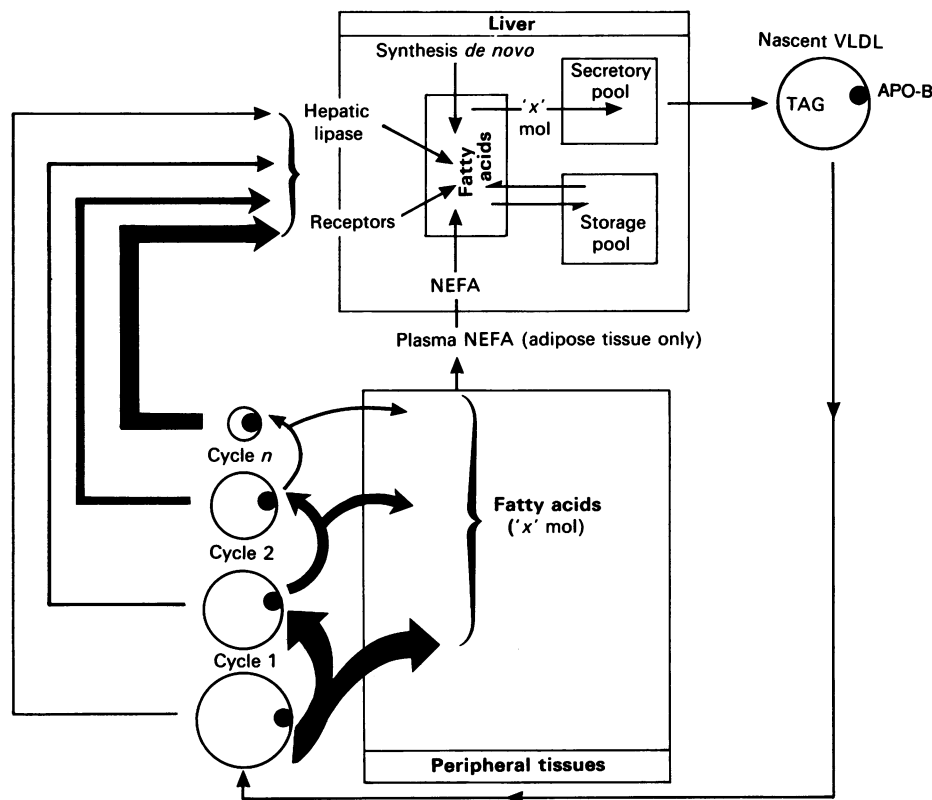 Liver
Synthesis de novo
Nascent VLDL
Secretory
pool
APO-B
TAG
'x'
mol
Hepatic
lipase
Fatty
acids
Receptors
Storage
pool
NEFA
Plasma NEFA (adipose tissue only)
Cycle n
Fatty acids
('x' mol)
Cycle 2
Cycle 1
Peripheral tissues